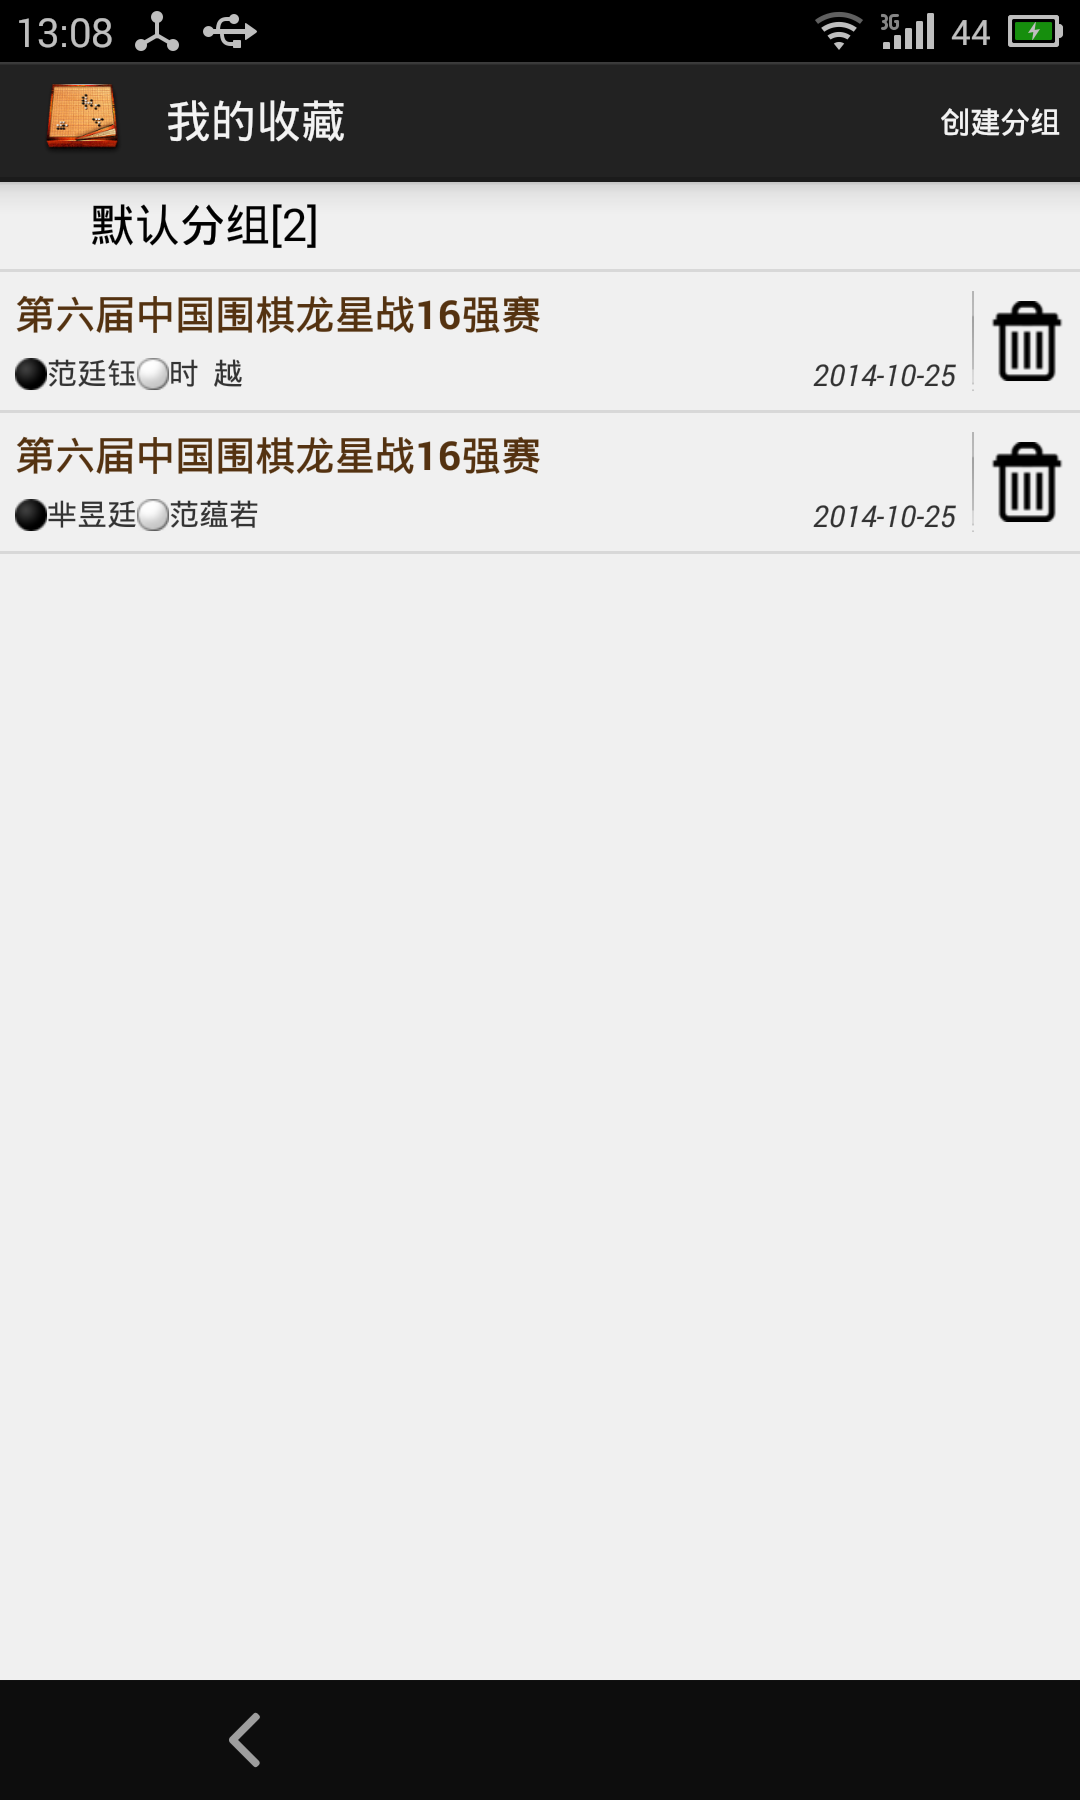 13:08
3G 44
我的收藏
创建分组
默认分组[2]
第六届中国围棋龙星战16强赛
范廷钰 时 越
2014-10-25
第六届中国围棋龙星战16强赛
芈昱廷 范蕴若
2014-10-25